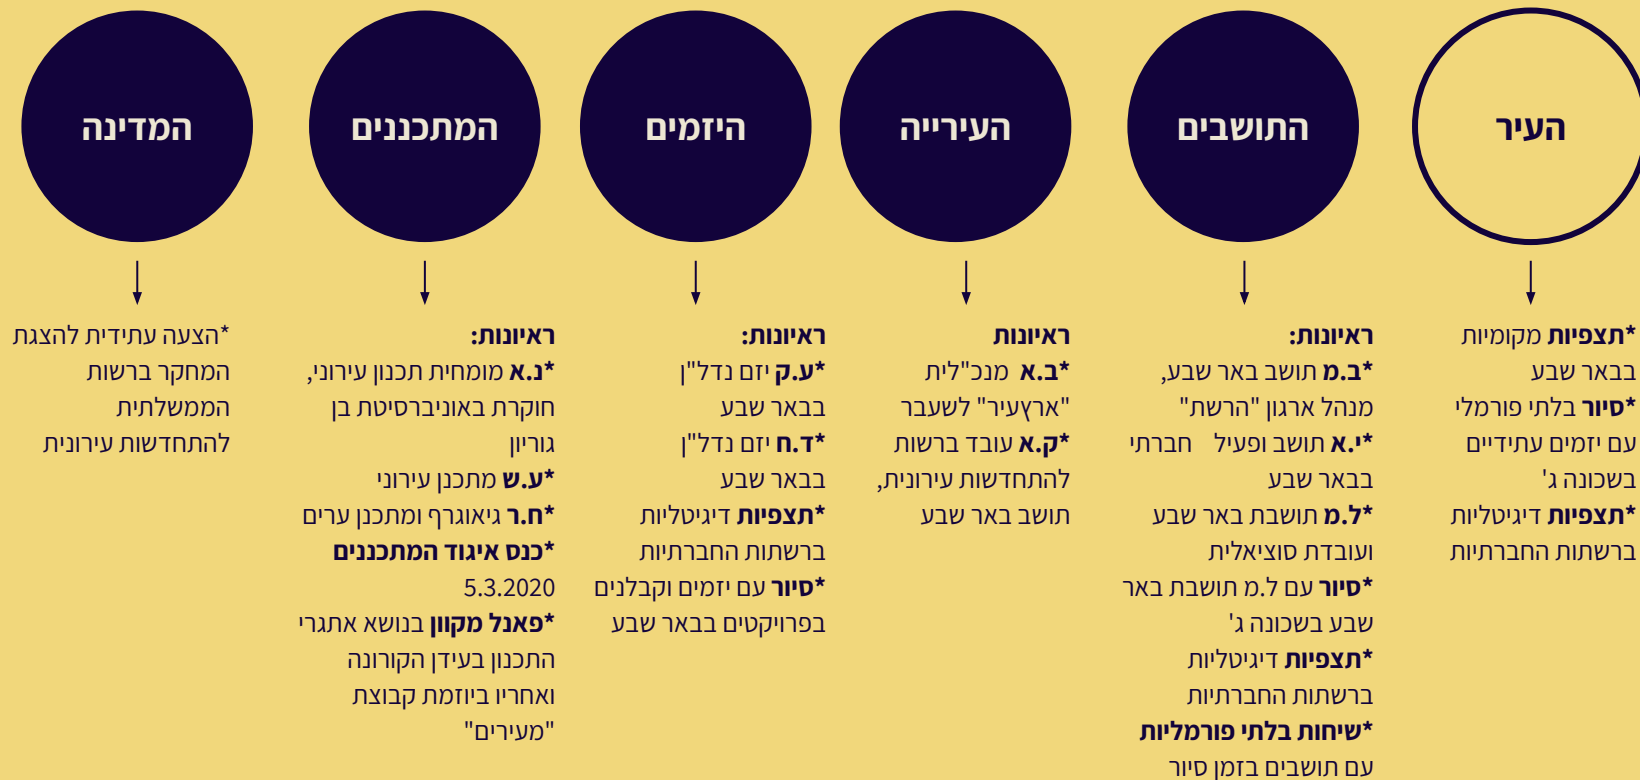 העיר
*תצפיות מקומיות
בבאר שבע
*סיור בלתי פורמלי
עם יזמים עתידיים
בשכונה ג'
*תצפיות דיגיטליות
ברשתות החברתיות
התושבים
ראיונות:
*ב.מ תושב באר שבע,
מנהל ארגון "הרשת"
*י.א תושב ופעיל חברתי
בבאר שבע
*ל.מ תושבת באר שבע
ועובדת סוציאלית
*סיור עם ל.מ תושבת באר
שבע בשכונה ג'
*תצפיות דיגיטליות
ברשתות החברתיות
*שיחות בלתי פורמליות
עם תושבים בזמן סיור
העירייה
ראיונות
*ב.א מנכ"לית
"ארץעיר" לשעבר
*ק.א עובד ברשות
להתחדשות עירונית,
תושב באר שבע
היזמים
ראיונות:
*ע.ק יזם נדל"ן
בבאר שבע
*ד.ח יזם נדל"ן
בבאר שבע
*תצפיות דיגיטליות
ברשתות החברתיות
*סיור עם יזמים וקבלנים
בפרויקטים בבאר שבע
המתכננים
ראיונות:
*נ.א מומחית תכנון עירוני,
חוקרת באוניברסיטת בן
גוריון
*ע.ש מתכנן עירוני
*ח.ר גיאוגרף ומתכנן ערים
*כנס איגוד המתכננים
5.3.2020
*פאנל מקוון בנושא אתגרי
התכנון בעידן הקורונה
ואחריו ביוזמת קבוצת
"מעירים"
המדינה
*הצעה עתידית להצגת
המחקר ברשות
הממשלתית
להתחדשות עירונית